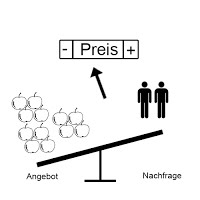 - Preis +
Angebot
Nachfrage